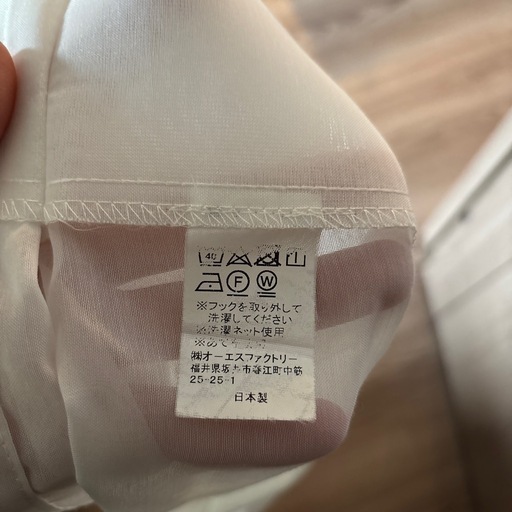 40
F W
※フックを取り外して
洗濯してください
※洗濯ネット使用
※あて
㈱オーエスファクトリー
福井県坂井市春江町中筋
25-25-1
日本製